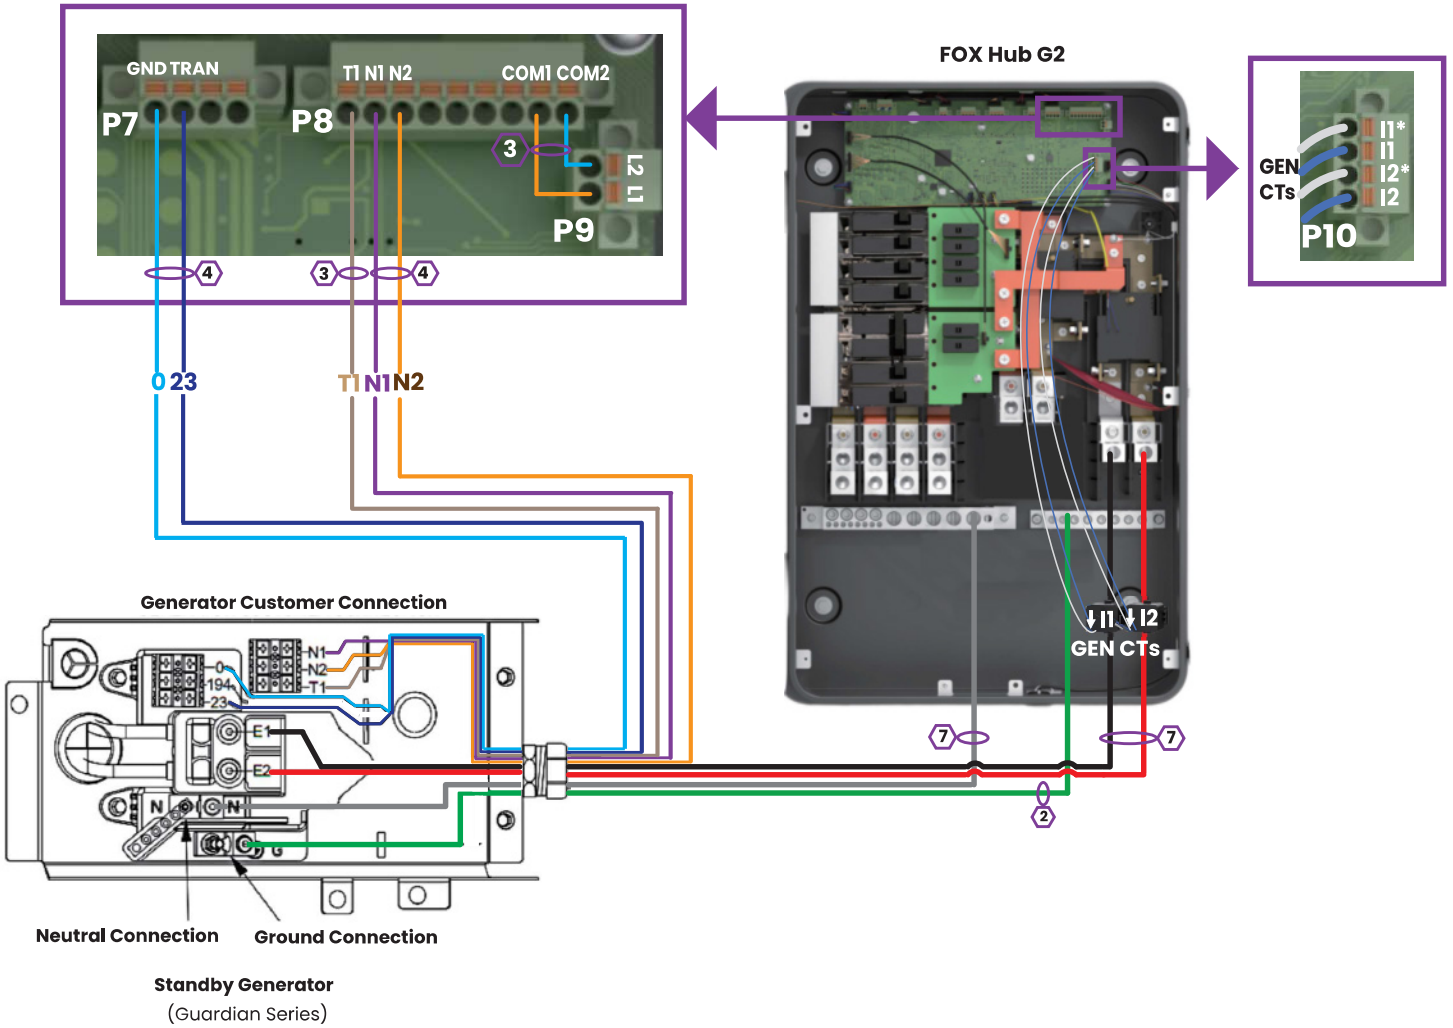 FOX Hub G2
GND TRAN
T1 N1 N2
COM1 COM2
P7
P8
3
L2
L1
P9
4
3
4
I1*
I1
I2*
I2
GEN
CTs
P10
0 23
T1 N1 N2
Generator Customer Connection
0
194
23
N1
N2
T1
E1
E2
N
N
G
I1
I2
GEN CTs
7
7
2
Neutral Connection
Ground Connection
Standby Generator
(Guardian Series)